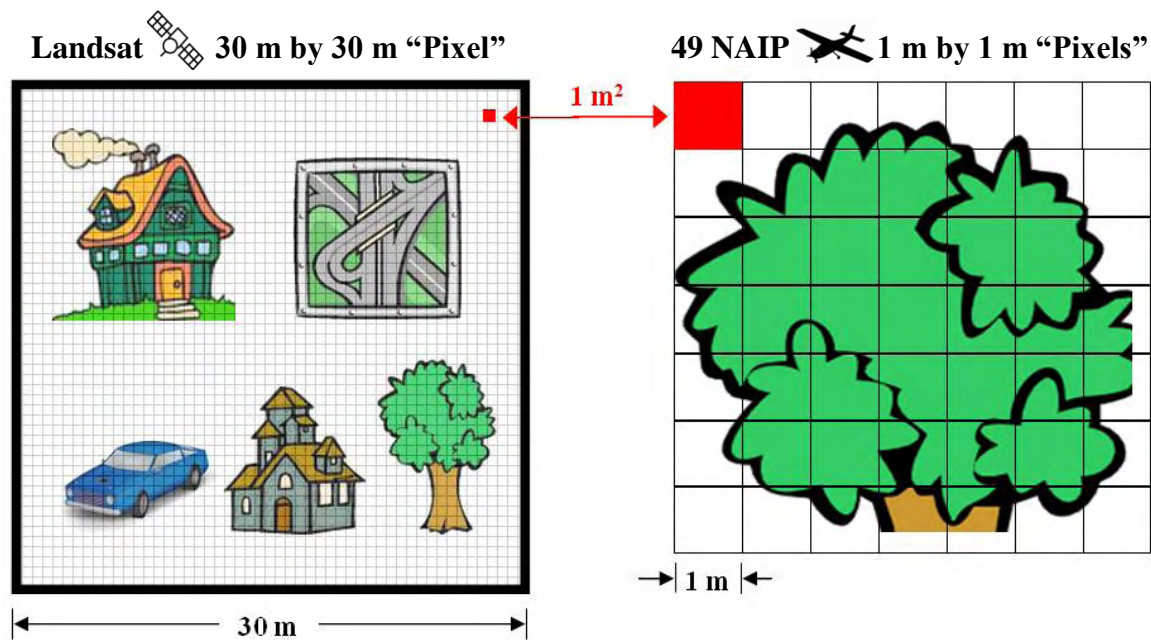 Landsat 30 m by 30 m “Pixel”
49 NAIP 1 m by 1 m “Pixels”
1 m²
1 m
30 m